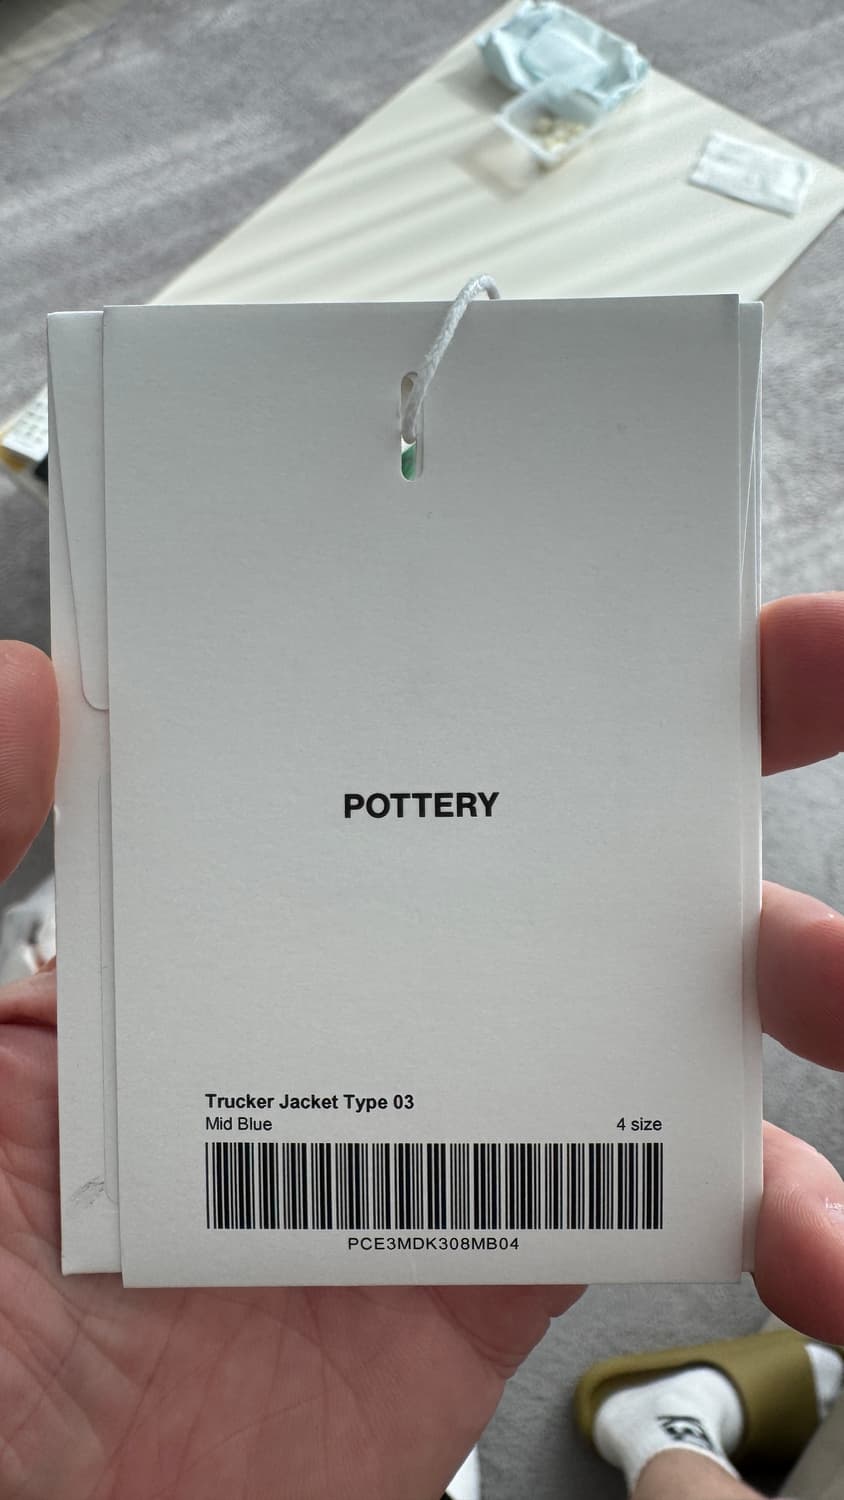 POTTERY
Trucker Jacket Type 03
Mid Blue 4 size
PCE3MDK308MB04